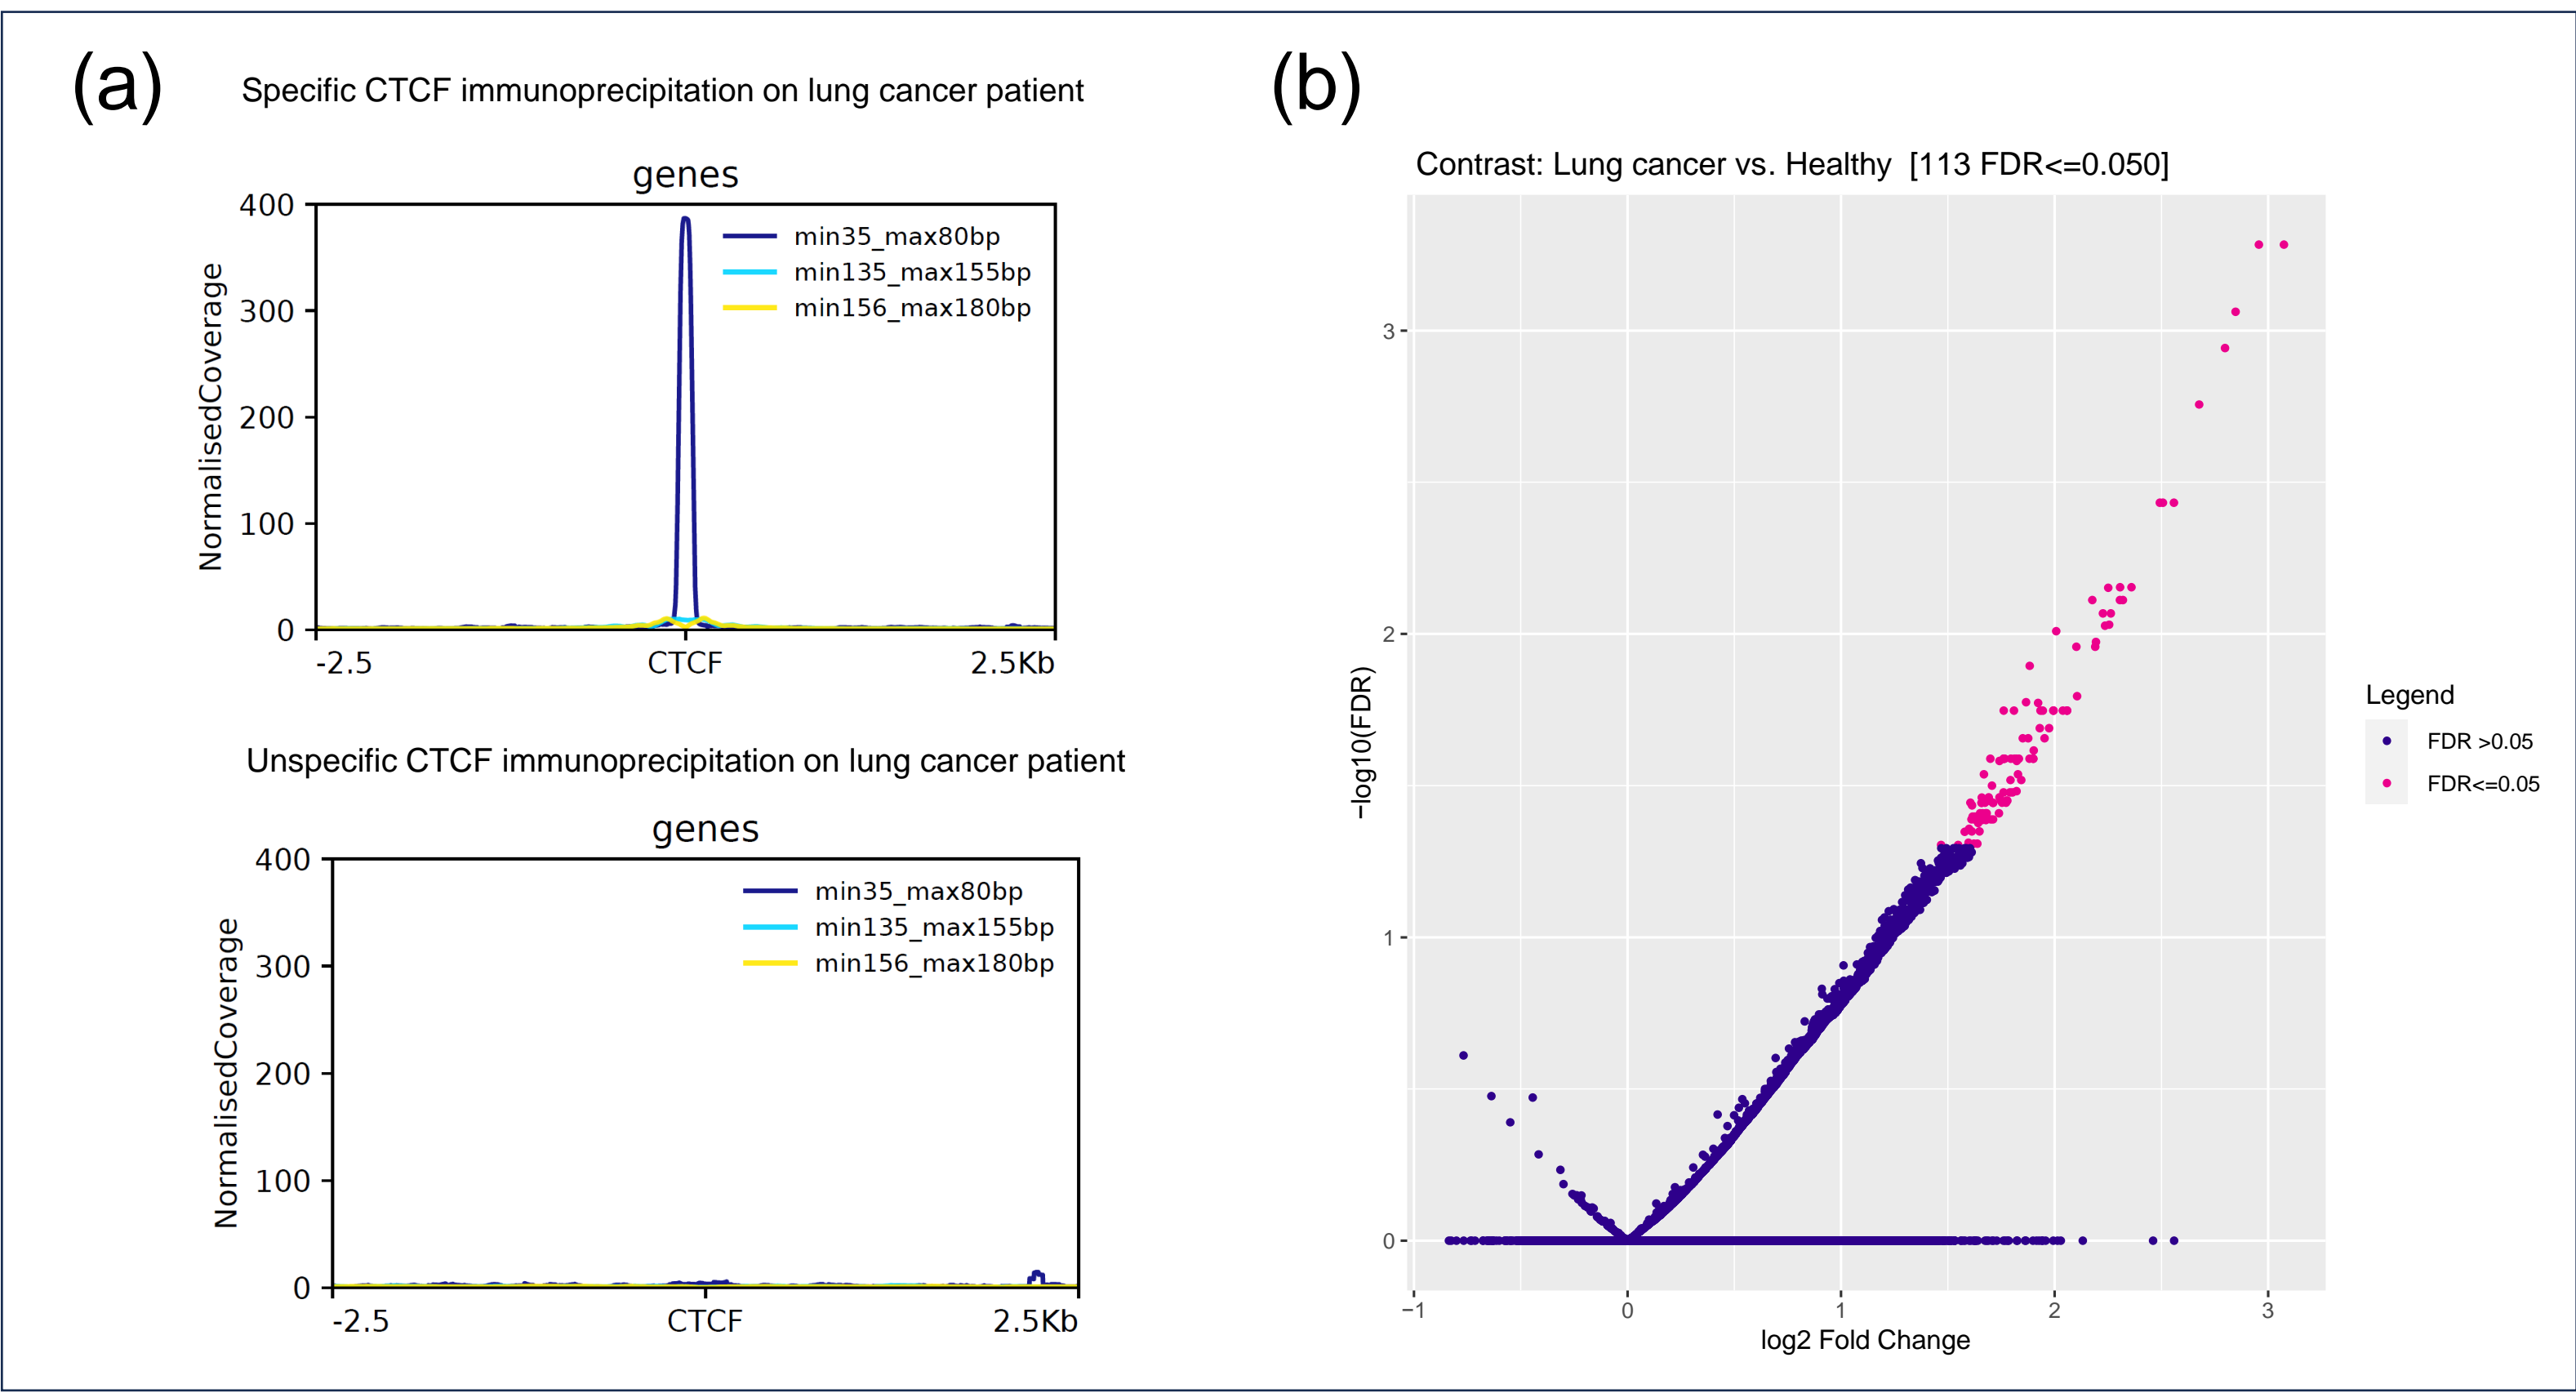 (a)
Specific CTCF immunoprecipitation on lung cancer patient
genes
NormalisedCoverage
400
300
200
100
0
min35_max80bp
min135_max155bp
min156_max180bp
-2.5
CTCF
2.5Kb
Unspecific CTCF immunoprecipitation on lung cancer patient
genes
NormalisedCoverage
400
300
200
100
0
min35_max80bp
min135_max155bp
min156_max180bp
-2.5
CTCF
2.5Kb
(b)
Contrast: Lung cancer vs. Healthy [113 FDR<=0.050]
−log10(FDR)
3
2
1
0
−1
0
1
2
3
log2 Fold Change
Legend
FDR >0.05
FDR<=0.05